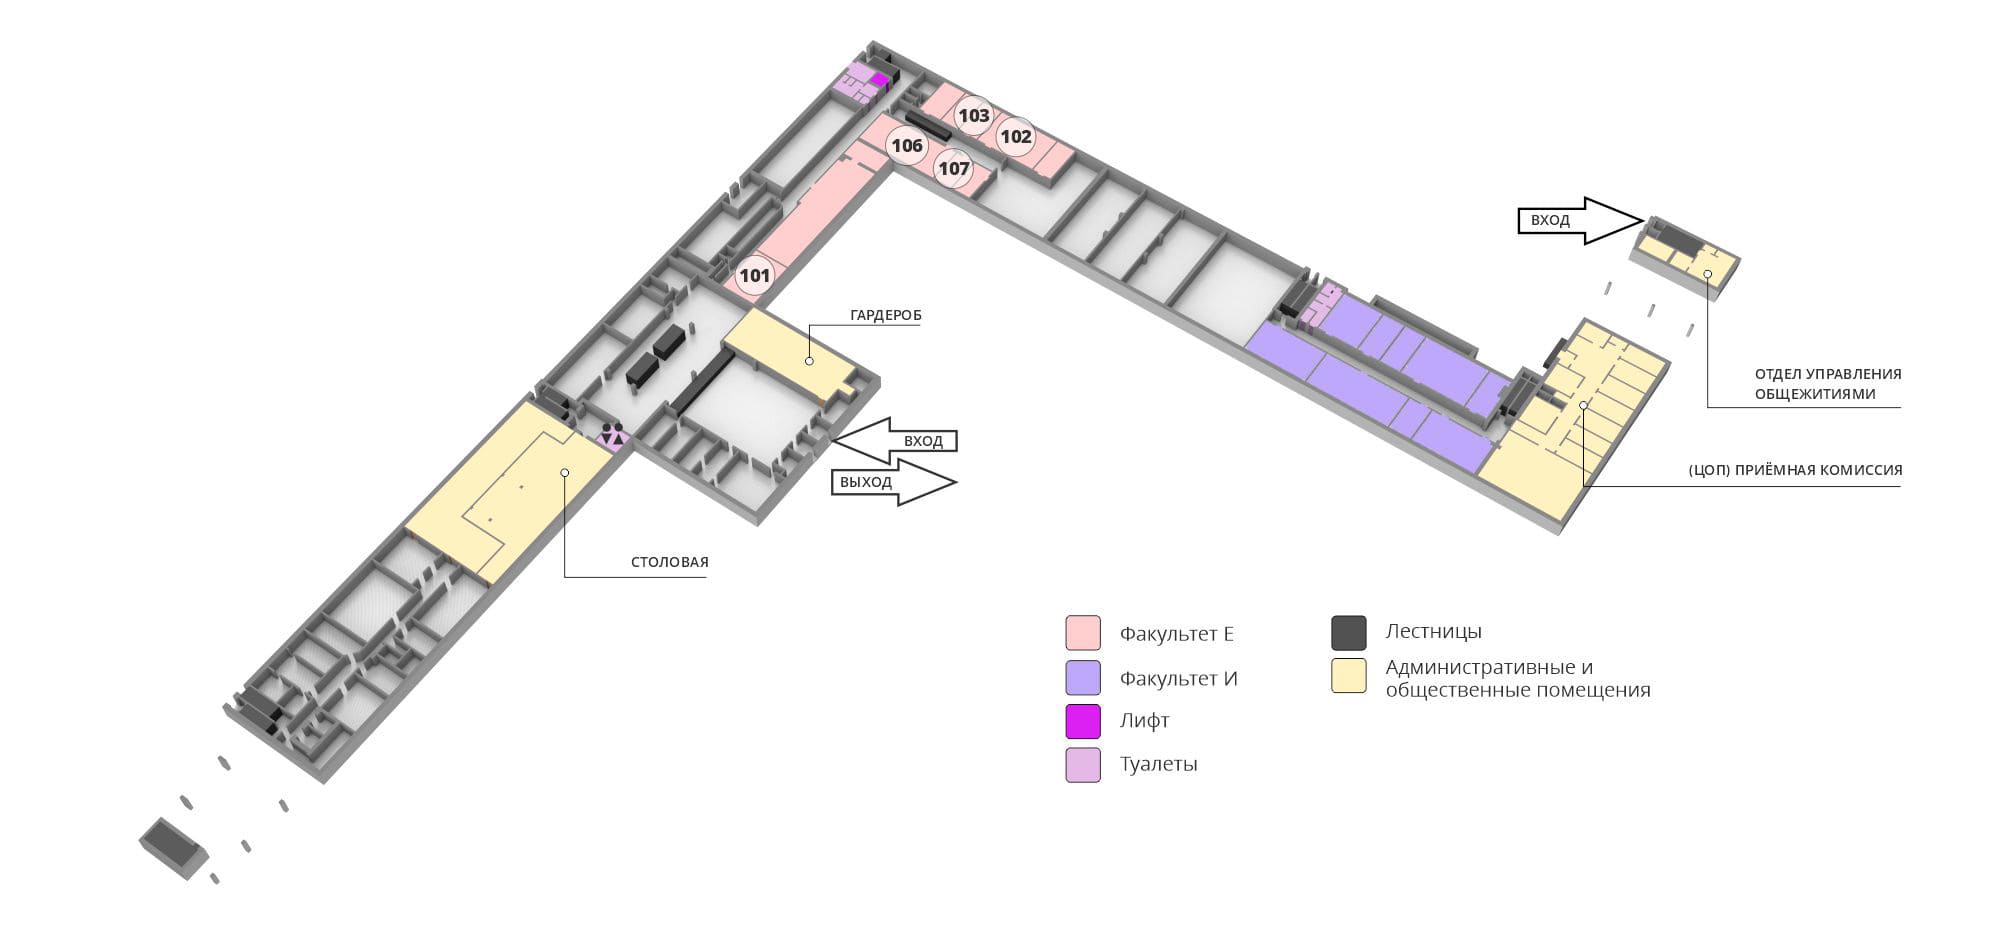 103
102
106
107
ВХОД
101
ГАРДЕРОБ
ОТДЕЛ УПРАВЛЕНИЯ
ОБЩЕЖИТИЯМИ
ВХОД
(ЦОП) ПРИЁМНАЯ КОМИССИЯ
ВЫХОД
СТОЛОВАЯ
Факультет Е
Факультет И
Лифт
Туалеты
Лестницы
Административные и
общественные помещения